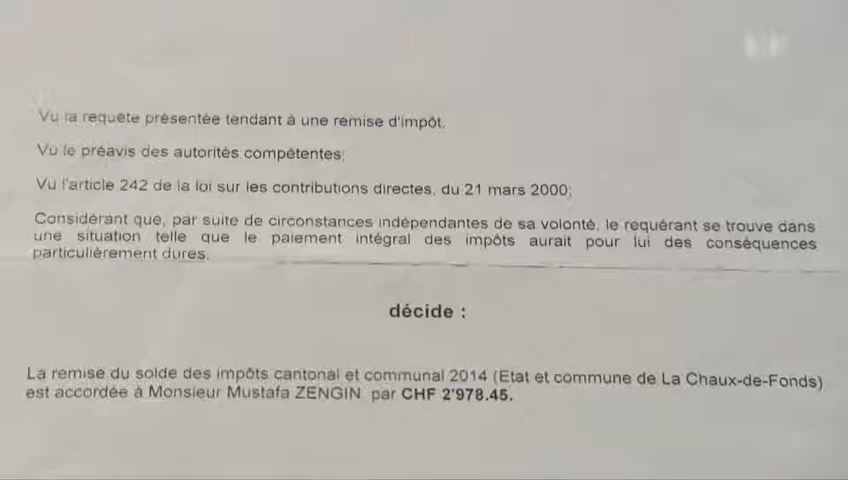 Vu la requête présentée tendant à une remise d'impôt,
Vu le préavis des autorités compétentes;
Vu l'article 242 de la loi sur les contributions directes, du 21 mars 2000;
Considérant que, par suite de circonstances indépendantes de sa volonté, le requérant se trouve dans
une situation telle que le paiement intégral des impôts aurait pour lui des conséquences
particulièrement dures,
décide :
La remise du solde des impôts cantonal et communal 2014 (Etat et commune de La Chaux-de-Fonds)
est accordée à Monsieur Mustafa ZENGIN par CHF 2'978.45.